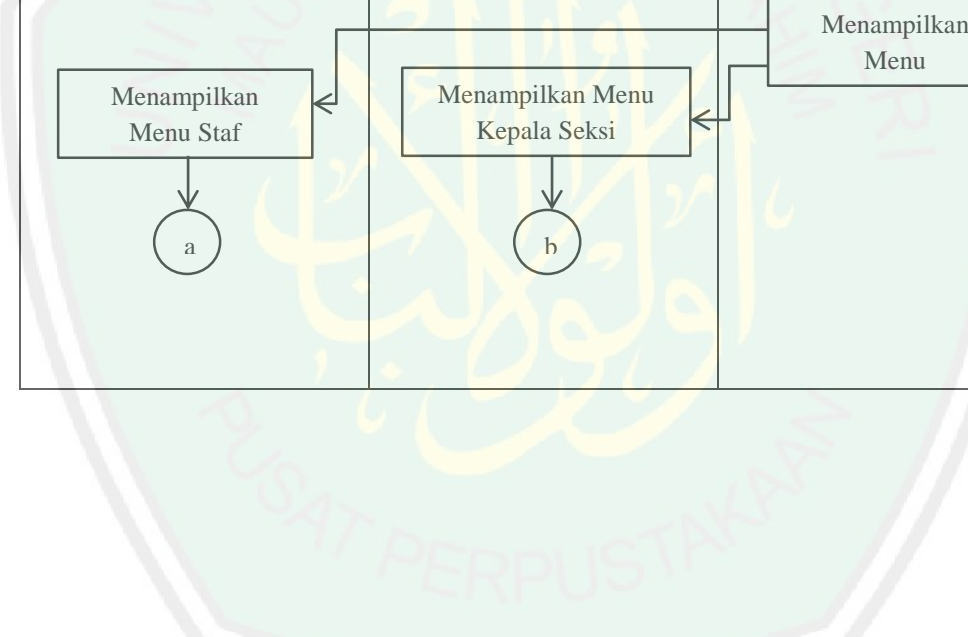 Menampilkan
Menu
Menampilkan
Menu Staf
Menampilkan Menu
Kepala Seksi
a
b
PUSAT PERPUSTAKAAN